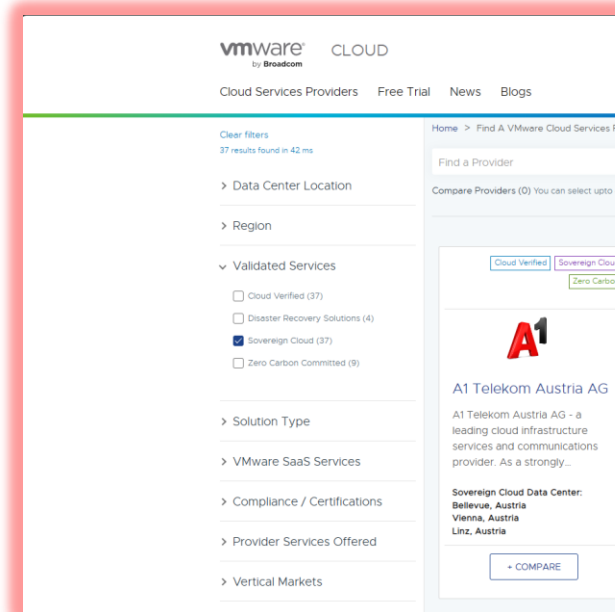 vmware® CLOUD
by Broadcom
Cloud Services Providers Free Trial News Blogs
Clear filters
37 results found in 42 ms
Data Center Location
Region
Validated Services
Cloud Verified (37)
Disaster Recovery Solutions (4)
Sovereign Cloud (37)
Zero Carbon Committed (9)
Solution Type
VMware SaaS Services
Compliance / Certifications
Provider Services Offered
Vertical Markets
Home > Find A VMware Cloud Services
Find a Provider
Compare Providers (0) You can select upto
Cloud Verified Sovereign Clou
Zero Carbo
A1
A1 Telekom Austria AG
A1 Telekom Austria AG - a
leading cloud infrastructure
services and communications
provider. As a strongly...
Sovereign Cloud Data Center:
Bellevue, Austria
Vienna, Austria
Linz, Austria
+ COMPARE